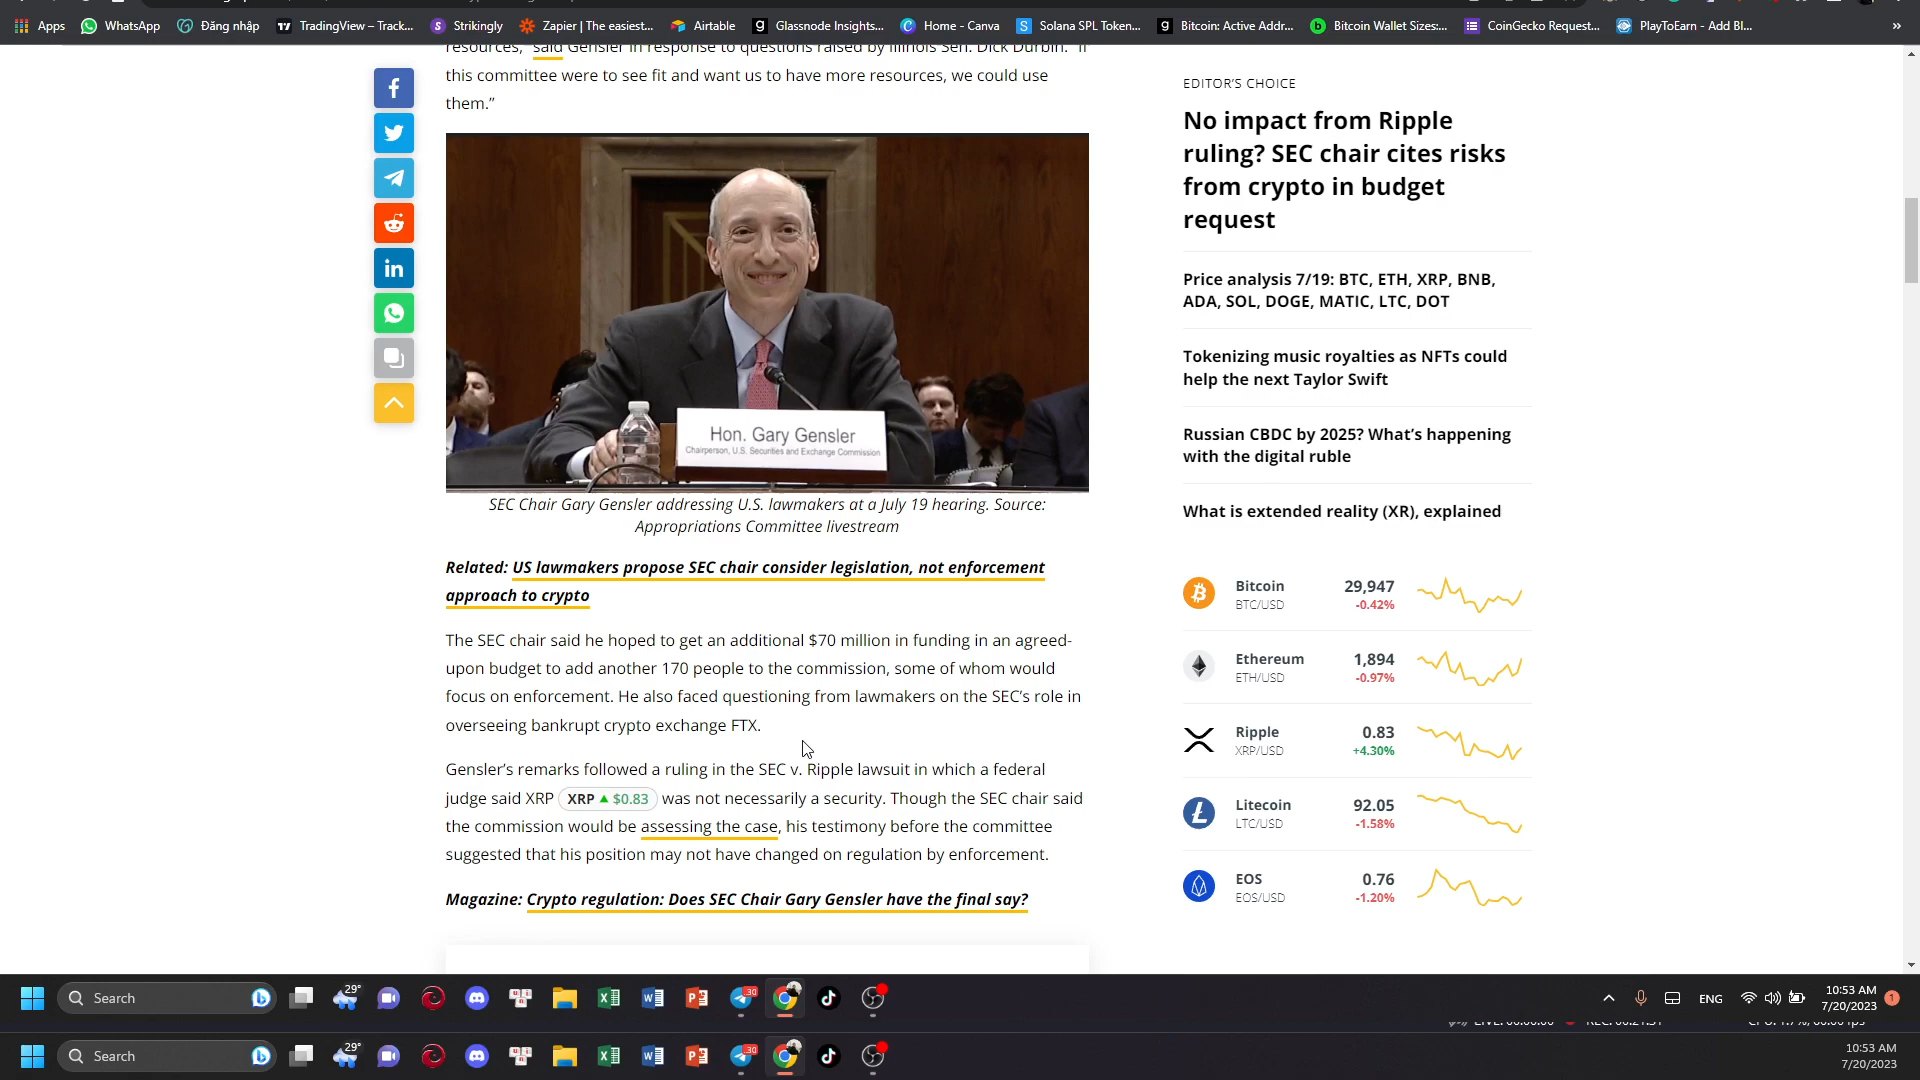 Apps
WhatsApp
Đăng nhập
TradingView – Track...
Strikingly
Zapier | The easiest...
Airtable
Glassnode Insights...
Home - Canva
Solana SPL Token...
Bitcoin: Active Addr...
Bitcoin Wallet Sizes:...
CoinGecko Request...
PlayToEarn - Add Bl...
»
resources,” said Gensler in response to questions raised by Illinois Sen. Dick Durbin. “If
this committee were to see fit and want us to have more resources, we could use
them.”
Hon. Gary Gensler
Chairperson, U.S. Securities and Exchange Commission
SEC Chair Gary Gensler addressing U.S. lawmakers at a July 19 hearing. Source:
Appropriations Committee livestream
Related: US lawmakers propose SEC chair consider legislation, not enforcement
approach to crypto
The SEC chair said he hoped to get an additional $70 million in funding in an agreed-
upon budget to add another 170 people to the commission, some of whom would
focus on enforcement. He also faced questioning from lawmakers on the SEC’s role in
overseeing bankrupt crypto exchange FTX.
Gensler’s remarks followed a ruling in the SEC v. Ripple lawsuit in which a federal
judge said XRP XRP ▲ $0.83 was not necessarily a security. Though the SEC chair said
the commission would be assessing the case, his testimony before the committee
suggested that his position may not have changed on regulation by enforcement.
Magazine: Crypto regulation: Does SEC Chair Gary Gensler have the final say?
EDITOR’S CHOICE
No impact from Ripple
ruling? SEC chair cites risks
from crypto in budget
request
Price analysis 7/19: BTC, ETH, XRP, BNB,
ADA, SOL, DOGE, MATIC, LTC, DOT
Tokenizing music royalties as NFTs could
help the next Taylor Swift
Russian CBDC by 2025? What’s happening
with the digital ruble
What is extended reality (XR), explained
Bitcoin 29,947
BTC/USD -0.42%
Ethereum 1,894
ETH/USD -0.97%
Ripple 0.83
XRP/USD +4.30%
Litecoin 92.05
LTC/USD -1.58%
EOS 0.76
EOS/USD -1.20%
Search
29°
30
ENG
10:53 AM
7/20/2023
1
Search
29°
30
10:53 AM
7/20/2023